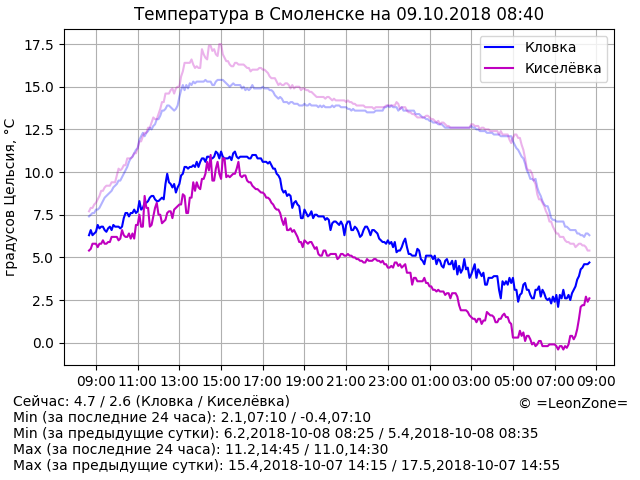 Температура в Смоленске на 09.10.2018 08:40
градусов Цельсия, °C
17.5
15.0
12.5
10.0
7.5
5.0
2.5
0.0
Кловка
Киселёвка
09:00 11:00 13:00 15:00 17:00 19:00 21:00 23:00 01:00 03:00 05:00 07:00 09:00
Сейчас: 4.7 / 2.6 (Кловка / Киселёвка)
© =LeonZone=
Min (за последние 24 часа): 2.1,07:10 / -0.4,07:10
Min (за предыдущие сутки): 6.2,2018-10-08 08:25 / 5.4,2018-10-08 08:35
Max (за последние 24 часа): 11.2,14:45 / 11.0,14:30
Max (за предыдущие сутки): 15.4,2018-10-07 14:15 / 17.5,2018-10-07 14:55